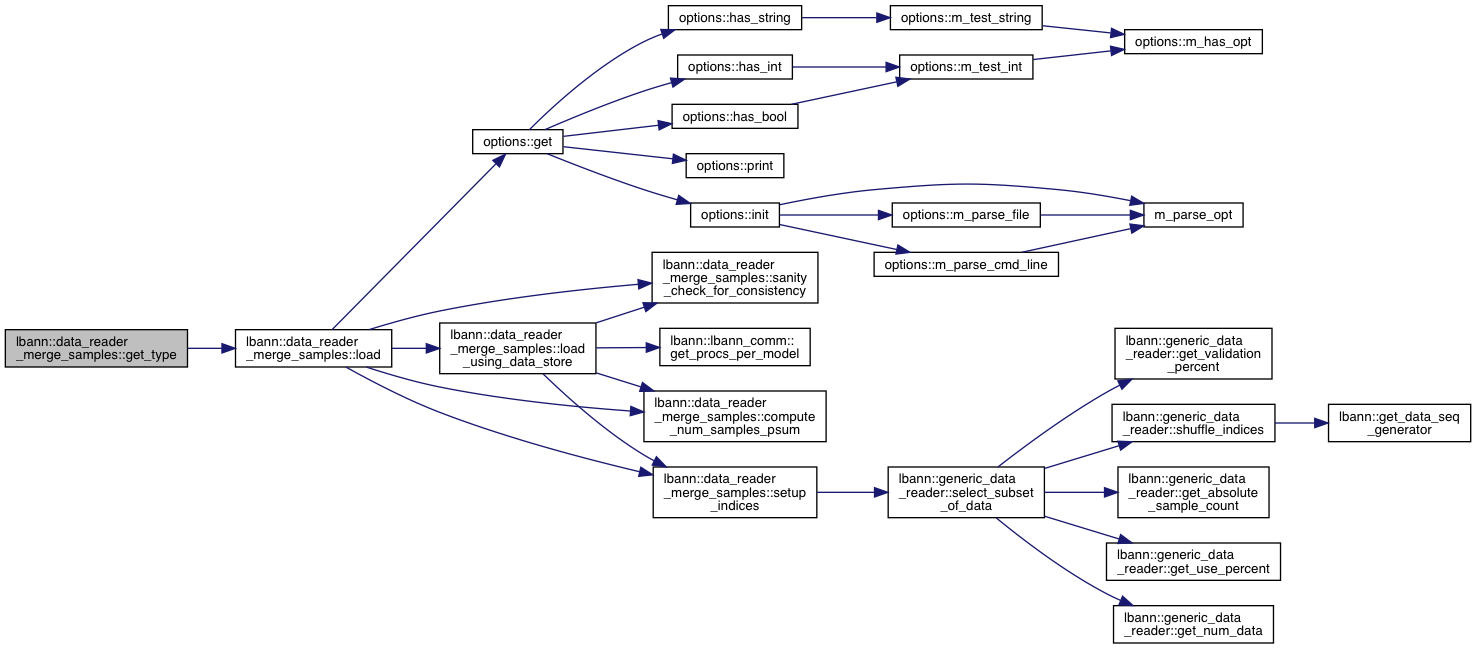 lbann::data_reader
_merge_samples::get_type
lbann::data_reader
_merge_samples::load
options::get
lbann::data_reader
_merge_samples::load
_using_data_store
options::has_string
options::has_int
options::has_bool
options::print
options::init
lbann::data_reader
_merge_samples::sanity
_check_for_consistency
lbann::lbann_comm::
get_procs_per_model
lbann::data_reader
_merge_samples::compute
_num_samples_psum
lbann::data_reader
_merge_samples::setup
_indices
options::m_test_string
options::m_test_int
options::m_parse_file
options::m_parse_cmd_line
lbann::generic_data
_reader::select_subset
_of_data
options::m_has_opt
m_parse_opt
lbann::generic_data
_reader::get_validation
_percent
lbann::generic_data
_reader::shuffle_indices
lbann::generic_data
_reader::get_absolute
_sample_count
lbann::generic_data
_reader::get_use_percent
lbann::generic_data
_reader::get_num_data
lbann::get_data_seq
_generator